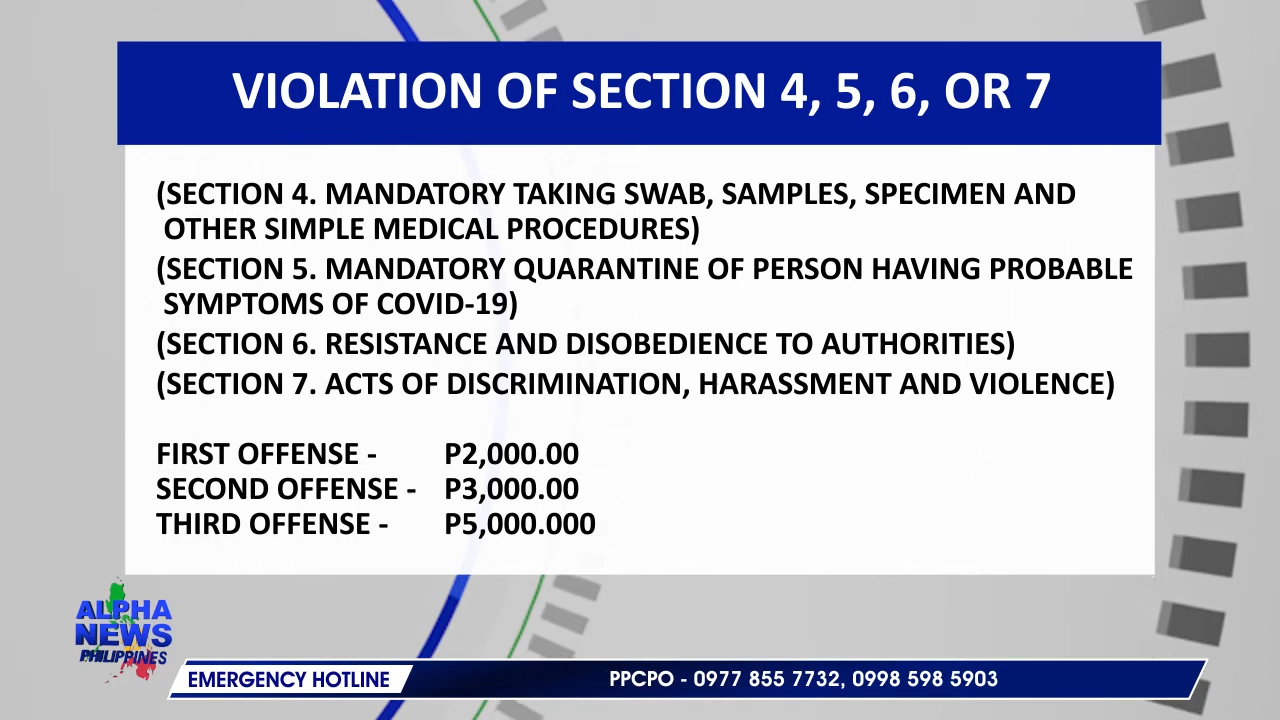 VIOLATION OF SECTION 4, 5, 6, OR 7
(SECTION 4. MANDATORY TAKING SWAB, SAMPLES, SPECIMEN AND
OTHER SIMPLE MEDICAL PROCEDURES)
(SECTION 5. MANDATORY QUARANTINE OF PERSON HAVING PROBABLE
SYMPTOMS OF COVID-19)
(SECTION 6. RESISTANCE AND DISOBEDIENCE TO AUTHORITIES)
(SECTION 7. ACTS OF DISCRIMINATION, HARASSMENT AND VIOLENCE)
FIRST OFFENSE - P2,000.00
SECOND OFFENSE - P3,000.00
THIRD OFFENSE - P5,000.000
ALPHA
NEWS
PHILIPPINES
EMERGENCY HOTLINE PPCPO - 0977 855 7732, 0998 598 5903